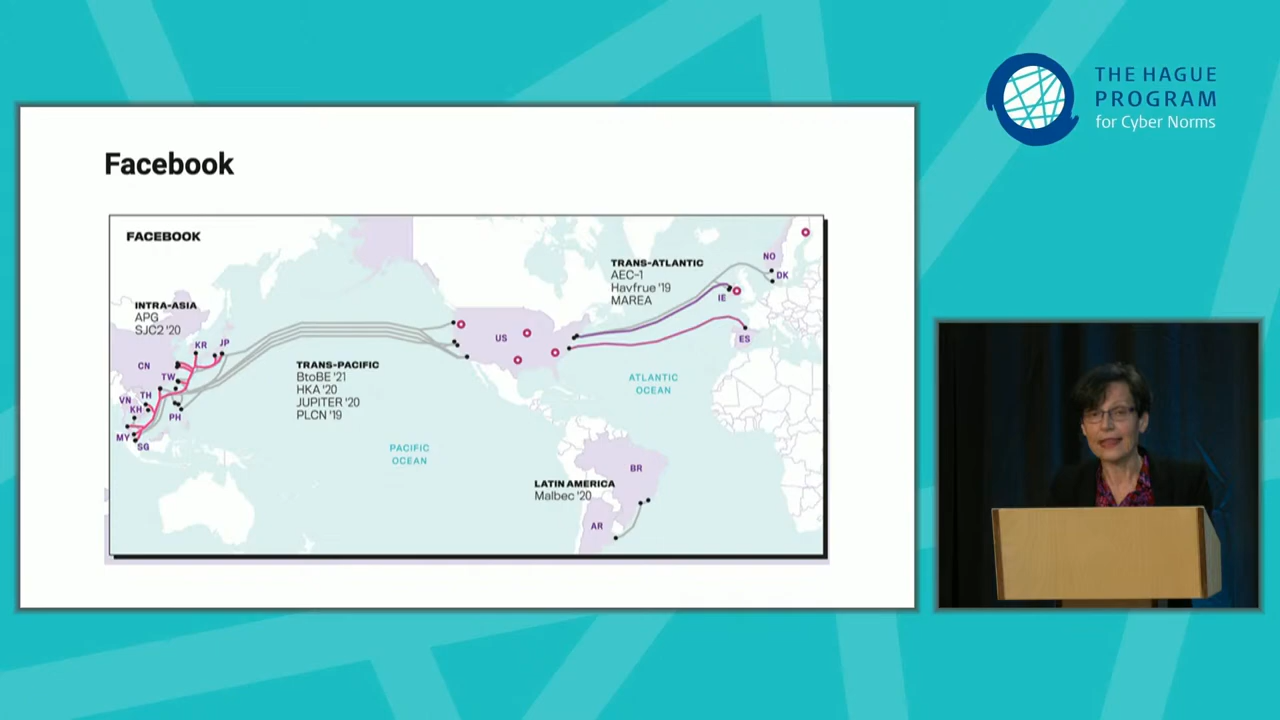 THE HAGUE
PROGRAM
for Cyber Norms
Facebook
FACEBOOK
TRANS-ATLANTIC
AEC-1
Havfrue '19
MAREA
NO
DK
IE
ES
INTRA-ASIA
APG
SJC2 '20
KR
JP
CN
TW
VN
TH
KH
PH
MY
SG
US
TRANS-PACIFIC
BtoBE '21
HKA '20
JUPITER '20
PLCN '19
ATLANTIC
OCEAN
PACIFIC
OCEAN
LATIN AMERICA
Malbec '20
BR
AR